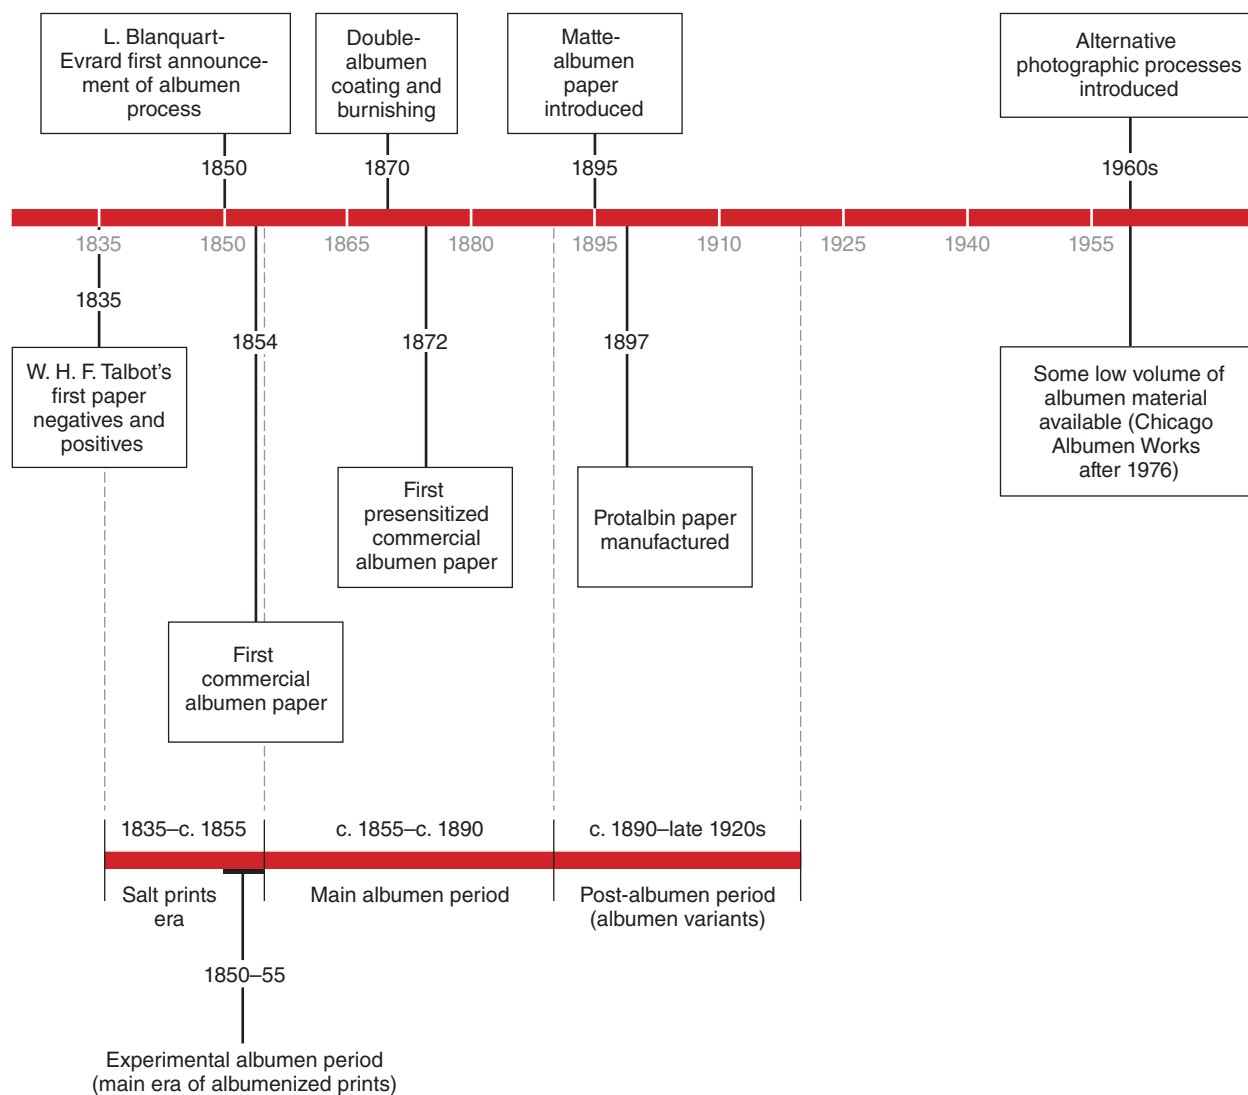 L. Blanquart-
Evrard first announce-
ment of albumen
process
Double-
albumen
coating and
burnishing
Matte-
albumen
paper
introduced
Alternative
photographic processes
introduced
1850
1870
1895
1960s
1835
1850
1865
1880
1895
1910
1925
1940
1955
1835
1854
1872
1897
W. H. F. Talbot’s
first paper
negatives and
positives
Some low volume of
albumen material
available (Chicago
Albumen Works
after 1976)
First
presensitized
commercial
albumen paper
Protalbin paper
manufactured
First
commercial
albumen paper
1835–c. 1855
c. 1855–c. 1890
c. 1890–late 1920s
Salt prints
era
Main albumen period
Post-albumen period
(albumen variants)
1850–55
Experimental albumen period
(main era of albumenized prints)